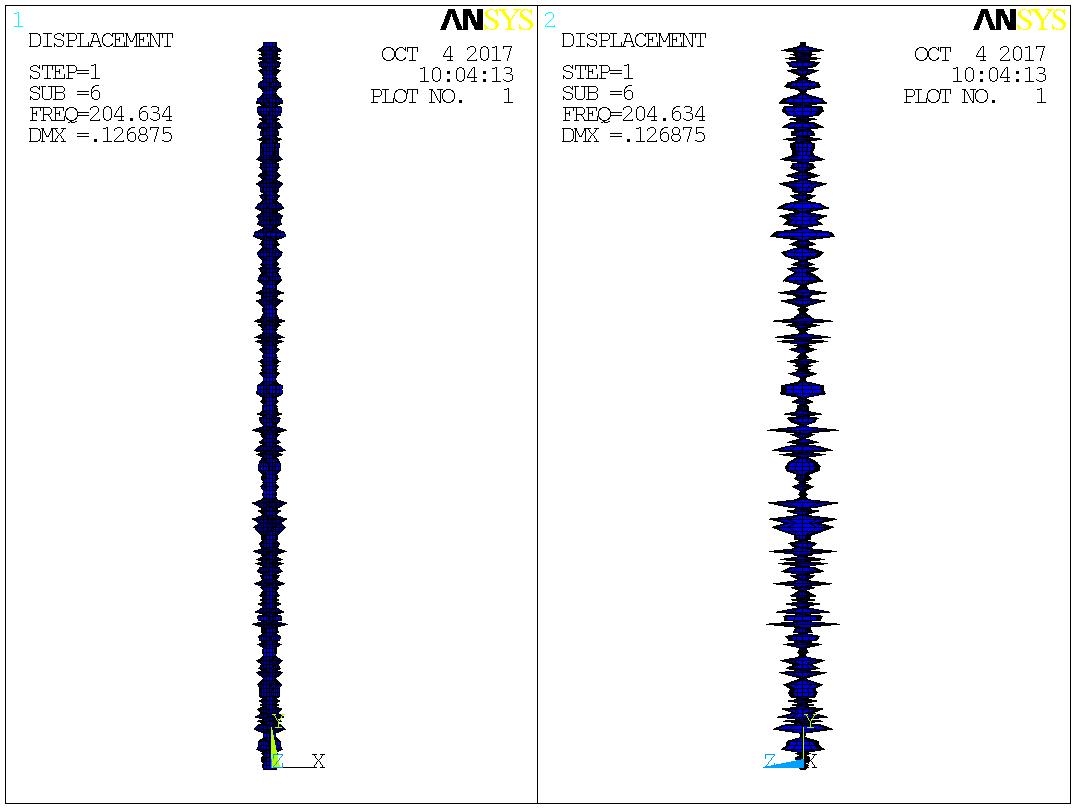 1
ANSYS
DISPLACEMENT
STEP=1
SUB =6
FREQ=204.634
DMX =.126875
OCT  4 2017
10:04:13
PLOT NO.   1
Y
Z
X
2
ANSYS
DISPLACEMENT
STEP=1
SUB =6
FREQ=204.634
DMX =.126875
OCT  4 2017
10:04:13
PLOT NO.   1
Y
Z
X